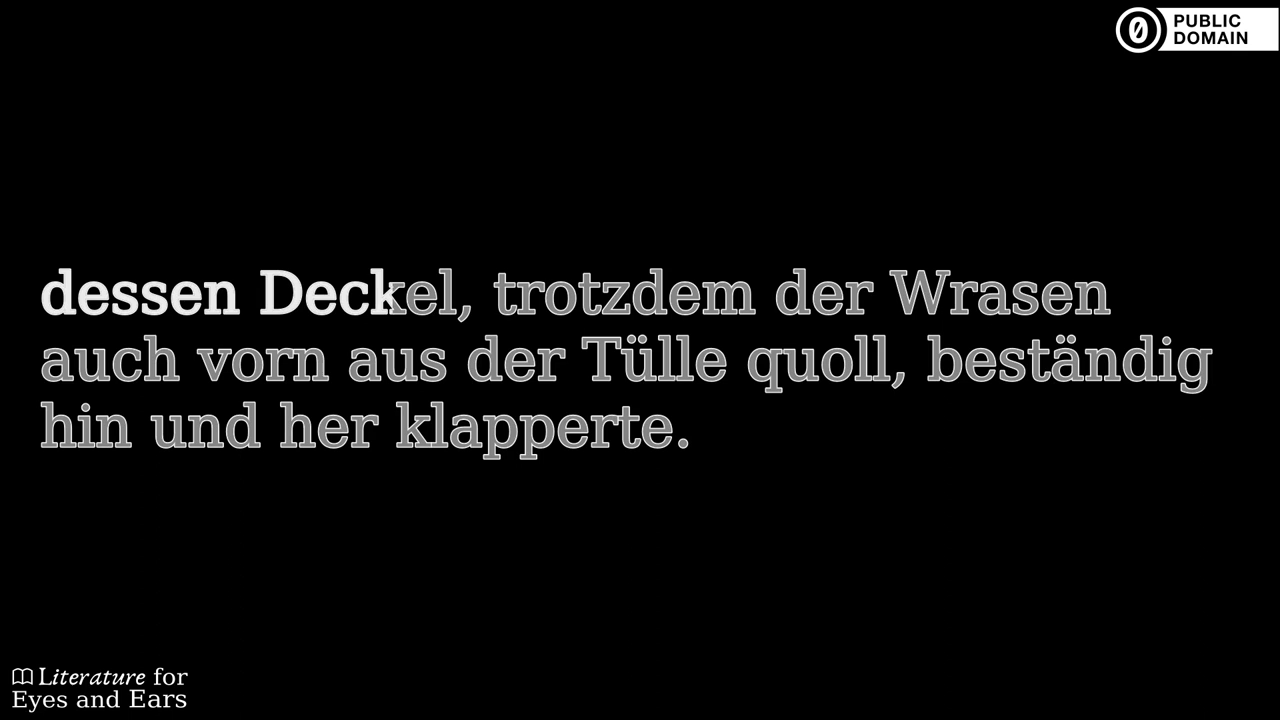 PUBLIC
DOMAIN
dessen Deckel, trotzdem der Wrasen
auch vorn aus der Tülle quoll, beständig
hin und her klapperte.
Literature for
Eyes and Ears